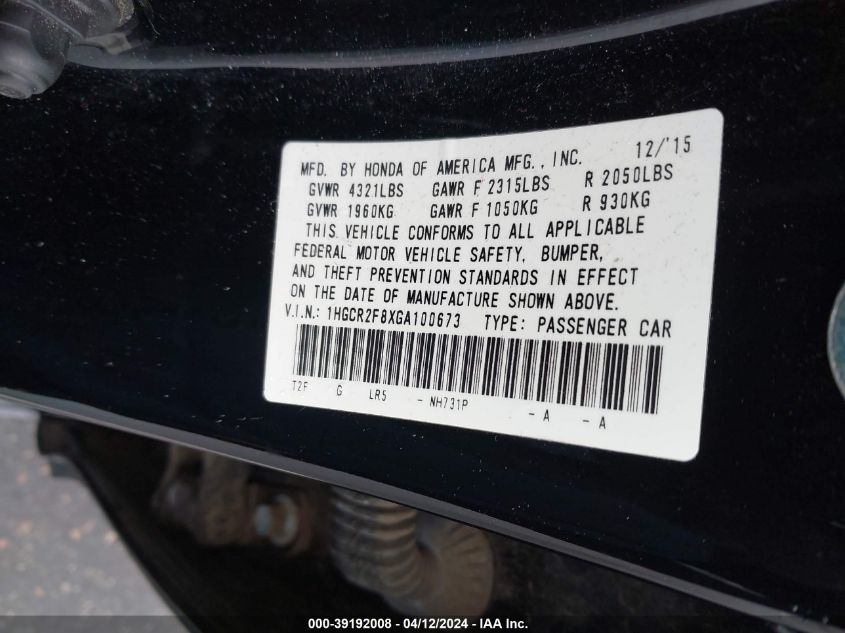 MFD. BY HONDA OF AMERICA MFG., INC. 12/'15
GVWR 4321LBS GAWR F 2315LBS R 2050LBS
GVWR 1960KG GAWR F 1050KG R 930KG
THIS VEHICLE CONFORMS TO ALL APPLICABLE
FEDERAL MOTOR VEHICLE SAFETY, BUMPER,
AND THEFT PREVENTION STANDARDS IN EFFECT
ON THE DATE OF MANUFACTURE SHOWN ABOVE.
V.I.N.: 1HGCR2F8XGA100673 TYPE: PASSENGER CAR
T2F G LR5 - NH731P - A - A
000-39192008 - 04/12/2024 - IAA Inc.